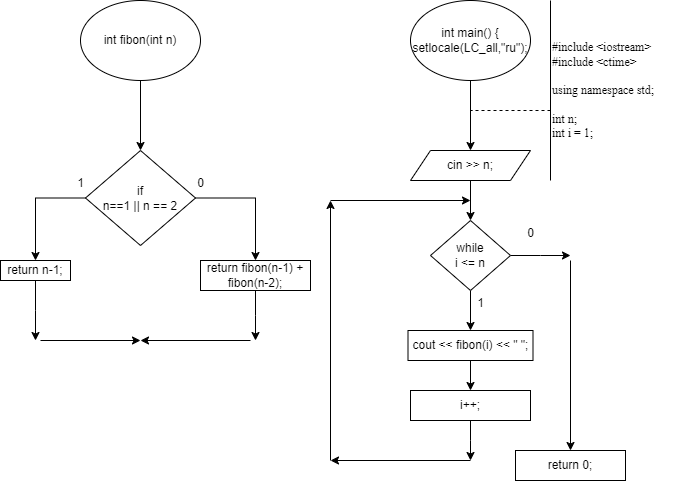 int fibon(int n)
1
if
n==1 || n == 2
0
return n-1;
return fibon(n-1) +
fibon(n-2);
int main() {
setlocale(LC_all,"ru");
#include <iostream>
#include <ctime>
using namespace std;
int n;
int i = 1;
cin >> n;
while
i <= n
0
1
cout << fibon(i) << " ";
i++;
return 0;